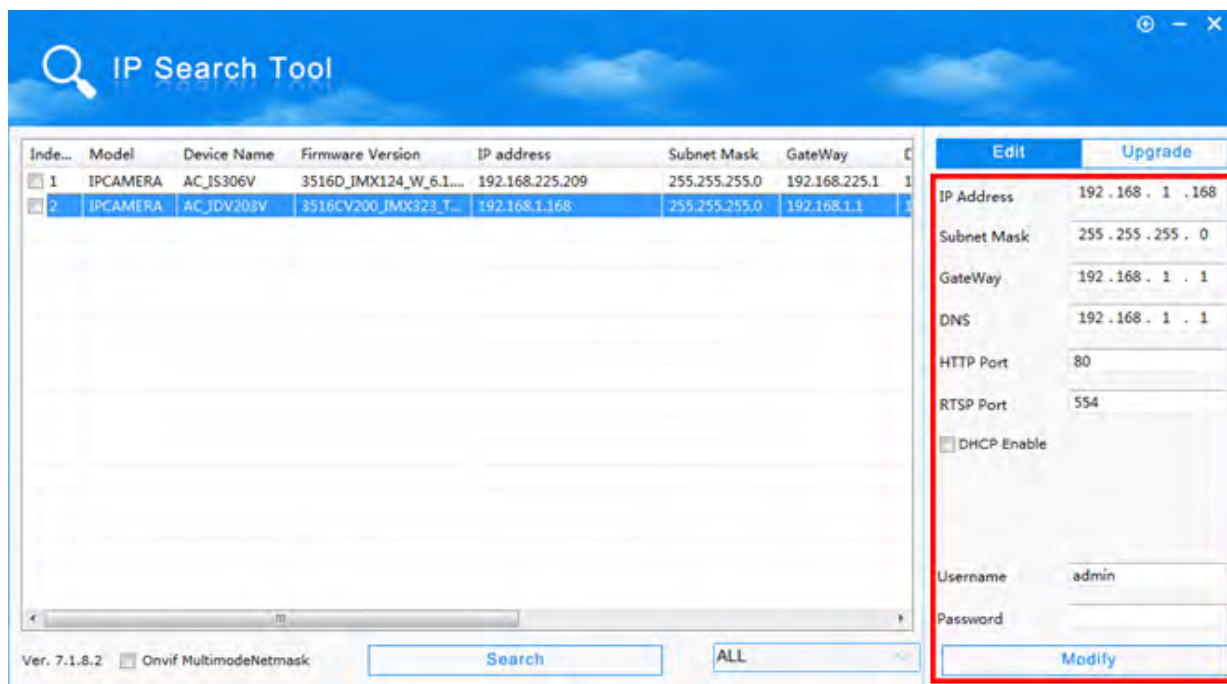 IP Search Tool
Inde... Model Device Name Firmware Version IP address Subnet Mask GateWay
1 IPCAMERA AC_IS306V 3516D_IMX124_W_6.1.... 192.168.225.209 255.255.255.0 192.168.225.1 1
2 IPCAMERA AC_IDV203V 3516CV200_IMX323_T... 192.168.1.168 255.255.255.0 192.168.1.1 1
Edit Upgrade
IP Address 192 . 168 . 1 . 168
Subnet Mask 255 . 255 . 255 . 0
GateWay 192 . 168 . 1 . 1
DNS 192 . 168 . 1 . 1
HTTP Port 80
RTSP Port 554
DHCP Enable
Username admin
Password
Modify
Ver. 7.1.8.2 Onvif MultimodeNetmask Search ALL